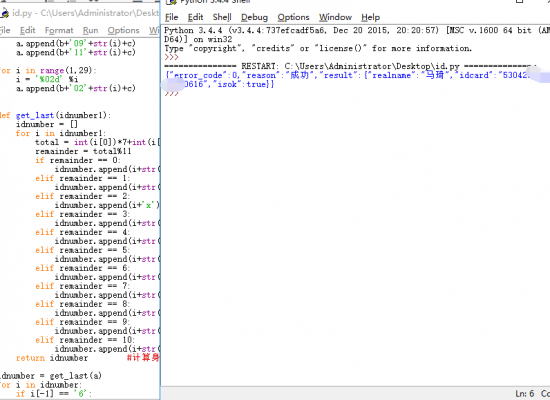 id.py - C:\Users\Administrator\Deskt
File Edit Format Run Options Wi
a.append(b+'09'+str(i)+c)
a.append(b+'11'+str(i)+c)
for i in range(1,29):
i = '%02d' %i
a.append(b+'02'+str(i)+c)
def get_last(idnumber1):
idnumber = []
for i in idnumber1:
total = int(i[0])*7+int(i[
remainder = total%11
if remainder == 0:
idnumber.append(i+str(
elif remainder == 1:
idnumber.append(i+str(
elif remainder == 2:
idnumber.append(i+'x')
elif remainder == 3:
idnumber.append(i+str(
elif remainder == 4:
idnumber.append(i+str(
elif remainder == 5:
idnumber.append(i+str(
elif remainder == 6:
idnumber.append(i+str(
elif remainder == 7:
idnumber.append(i+str(
elif remainder == 8:
idnumber.append(i+str(
elif remainder == 9:
idnumber.append(i+str(
elif remainder == 10:
idnumber.append(i+str(
return idnumber #计算身
idnumber = get_last(a)
for i in idnumber:
if i[-1] == '6':
Python 3.4.4 Shell
File Edit Shell Debug Options Window Help
Python 3.4.4 (v3.4.4:737efcadf5a6, Dec 20 2015, 20:20:57) [MSC v.1600 64 bit (AM
D64)] on win32
Type "copyright", "credits" or "license()" for more information.
>>>
============= RESTART: C:\Users\Administrator\Desktop\id.py =============
{"error_code":0,"reason":"成功","result":{"realname":"马琦","idcard":"53042
0616","isok":true}}
>>>
Ln: 6 Co